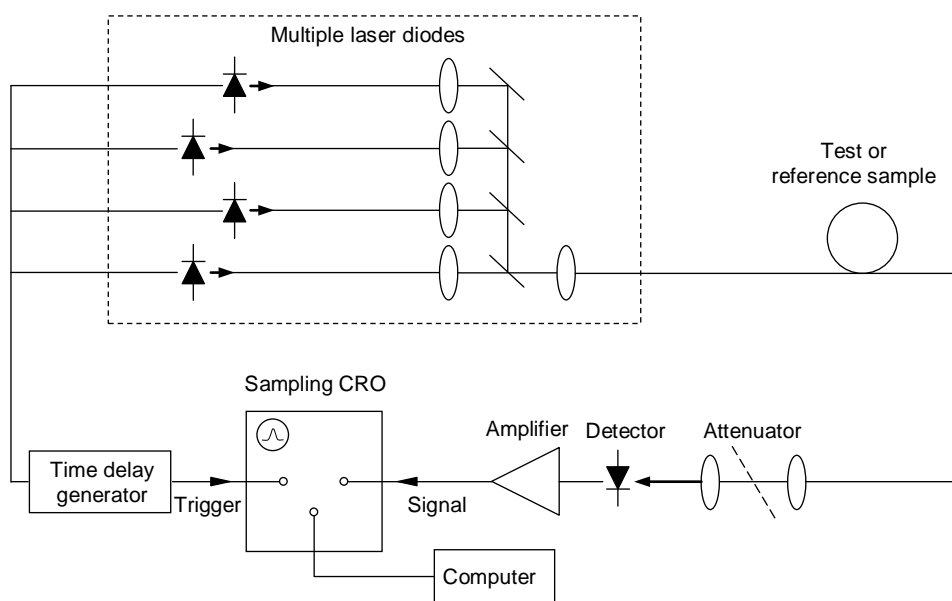 Multiple laser diodes
Test or
reference sample
Sampling CRO
Amplifier
Detector
Attenuator
Time delay
generator
Trigger
Signal
Computer